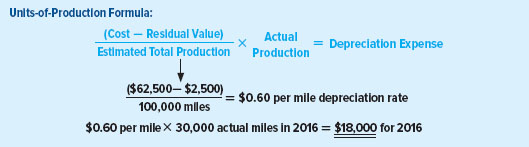 Units-of-Production Formula:
(Cost — Residual Value)
Estimated Total Production
× Actual Production = Depreciation Expense
($62,500— $2,500)
100,000 miles
= $0.60 per mile depreciation rate
$0.60 per mile× 30,000 actual miles in 2016 = $18,000 for 2016